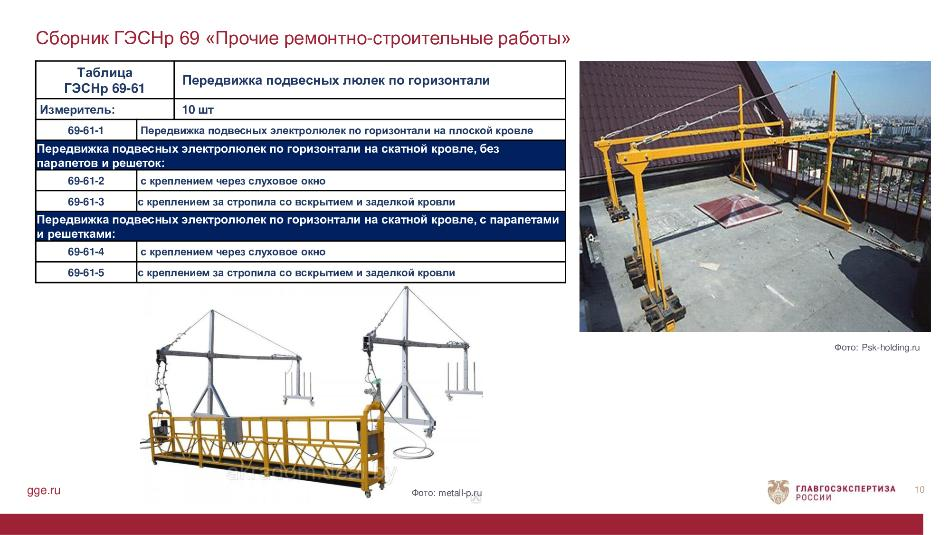 Сборник ГЭСНр 69 «Прочие ремонтно-строительные работы»
Таблица
ГЭСНр 69-61
Передвижка подвесных люлек по горизонтали
Измеритель:
10 шт
69-61-1
Передвижка подвесных электролюлек по горизонтали на плоской кровле
Передвижка подвесных электролюлек по горизонтали на скатной кровле, без
парапетов и решеток:
69-61-2
с креплением через слуховое окно
69-61-3
с креплением за стропила со вскрытием и заделкой кровли
Передвижка подвесных электролюлек по горизонтали на скатной кровле, с парапетами
и решетками:
69-61-4
с креплением через слуховое окно
69-61-5
с креплением за стропила со вскрытием и заделкой кровли
Фото: Psk-holding.ru
Фото: metall-p.ru
gge.ru
ГЛАВГОСЭКСПЕРТИЗА
РОССИИ
10